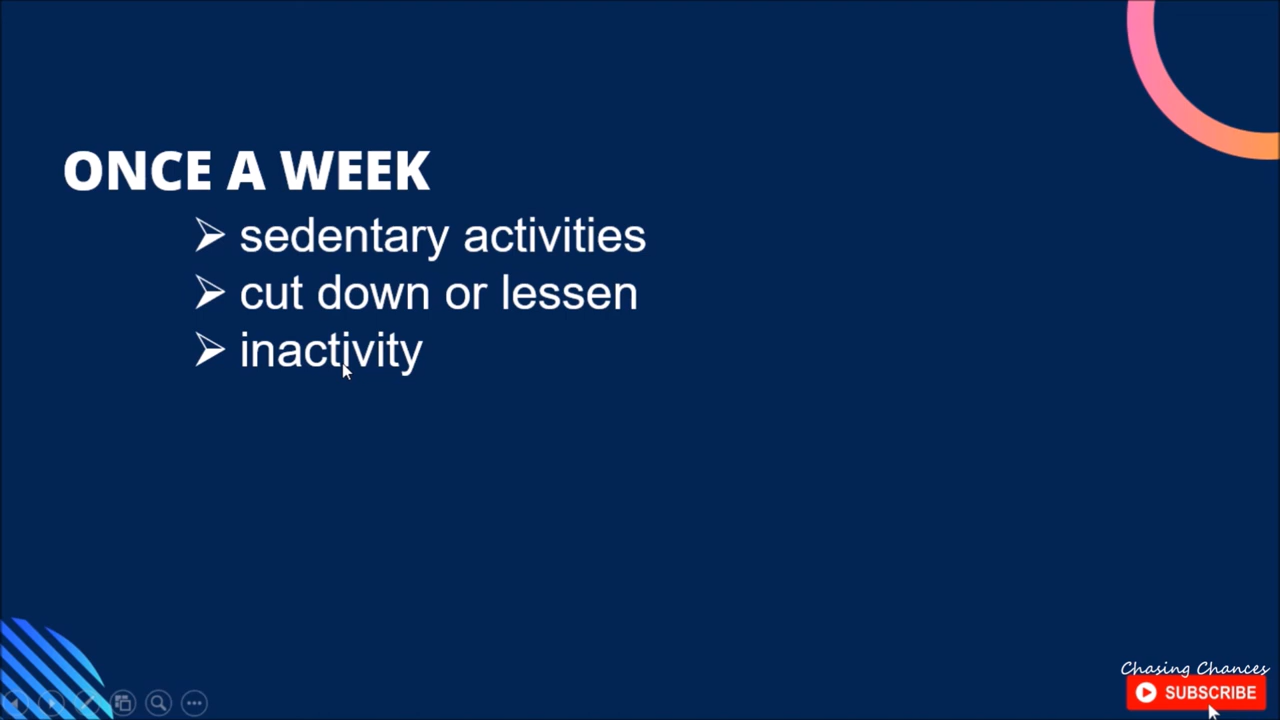 ONCE A WEEK
➢ sedentary activities
➢ cut down or lessen
➢ inactivity
Chasing Chances
SUBSCRIBE